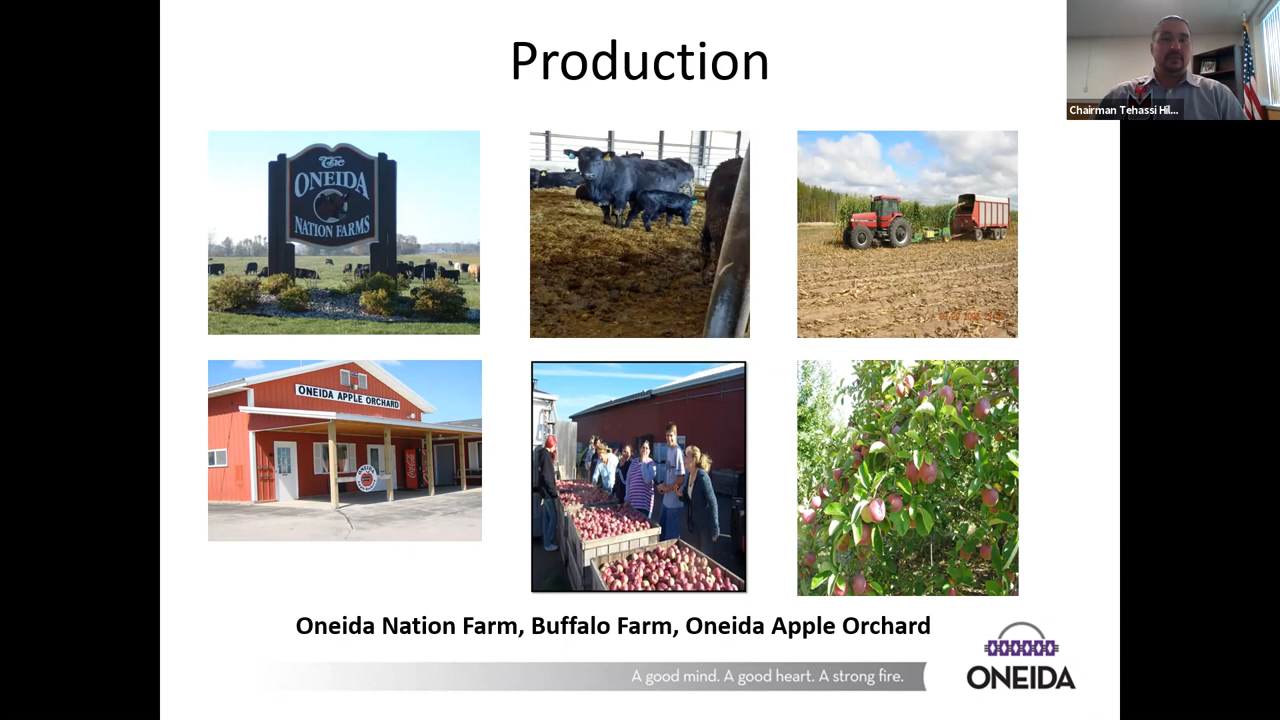 Production
Chairman Tehassi Hil...
The
ONEIDA
NATION FARMS
ONEIDA APPLE ORCHARD
Oneida Nation Farm, Buffalo Farm, Oneida Apple Orchard
A good mind. A good heart. A strong fire.
ONEIDA